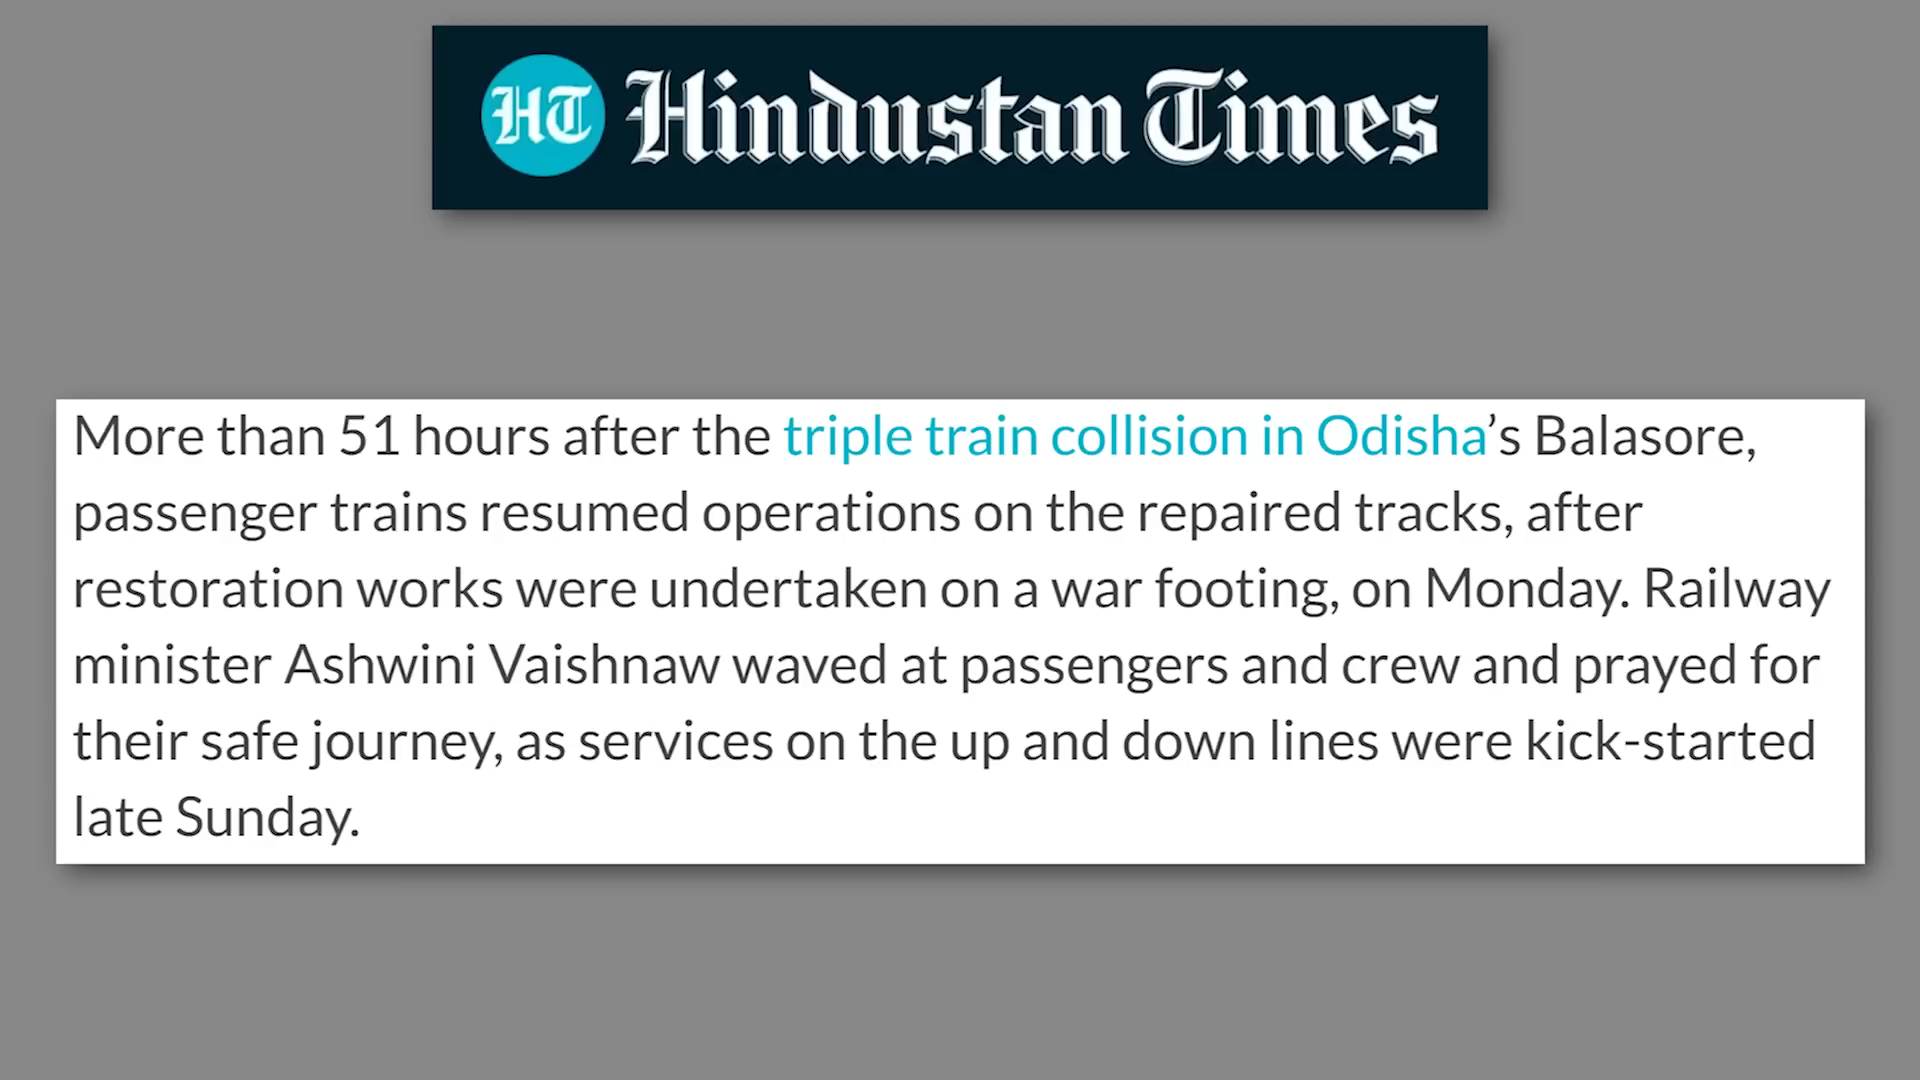 HT Hindustan Times
More than 51 hours after the triple train collision in Odisha’s Balasore,
passenger trains resumed operations on the repaired tracks, after
restoration works were undertaken on a war footing, on Monday. Railway
minister Ashwini Vaishnaw waved at passengers and crew and prayed for
their safe journey, as services on the up and down lines were kick-started
late Sunday.